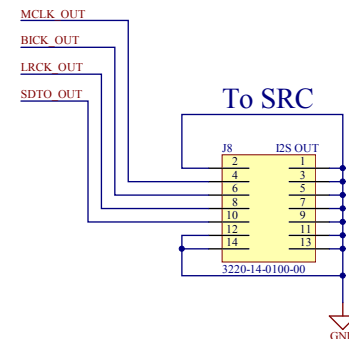 MCLK_OUT
BICK_OUT
LRCK_OUT
SDTO_OUT
To SRC
J8 I2S OUT
2 1
4 3
6 5
8 7
10 9
12 11
14 13
3220-14-0100-00
GND